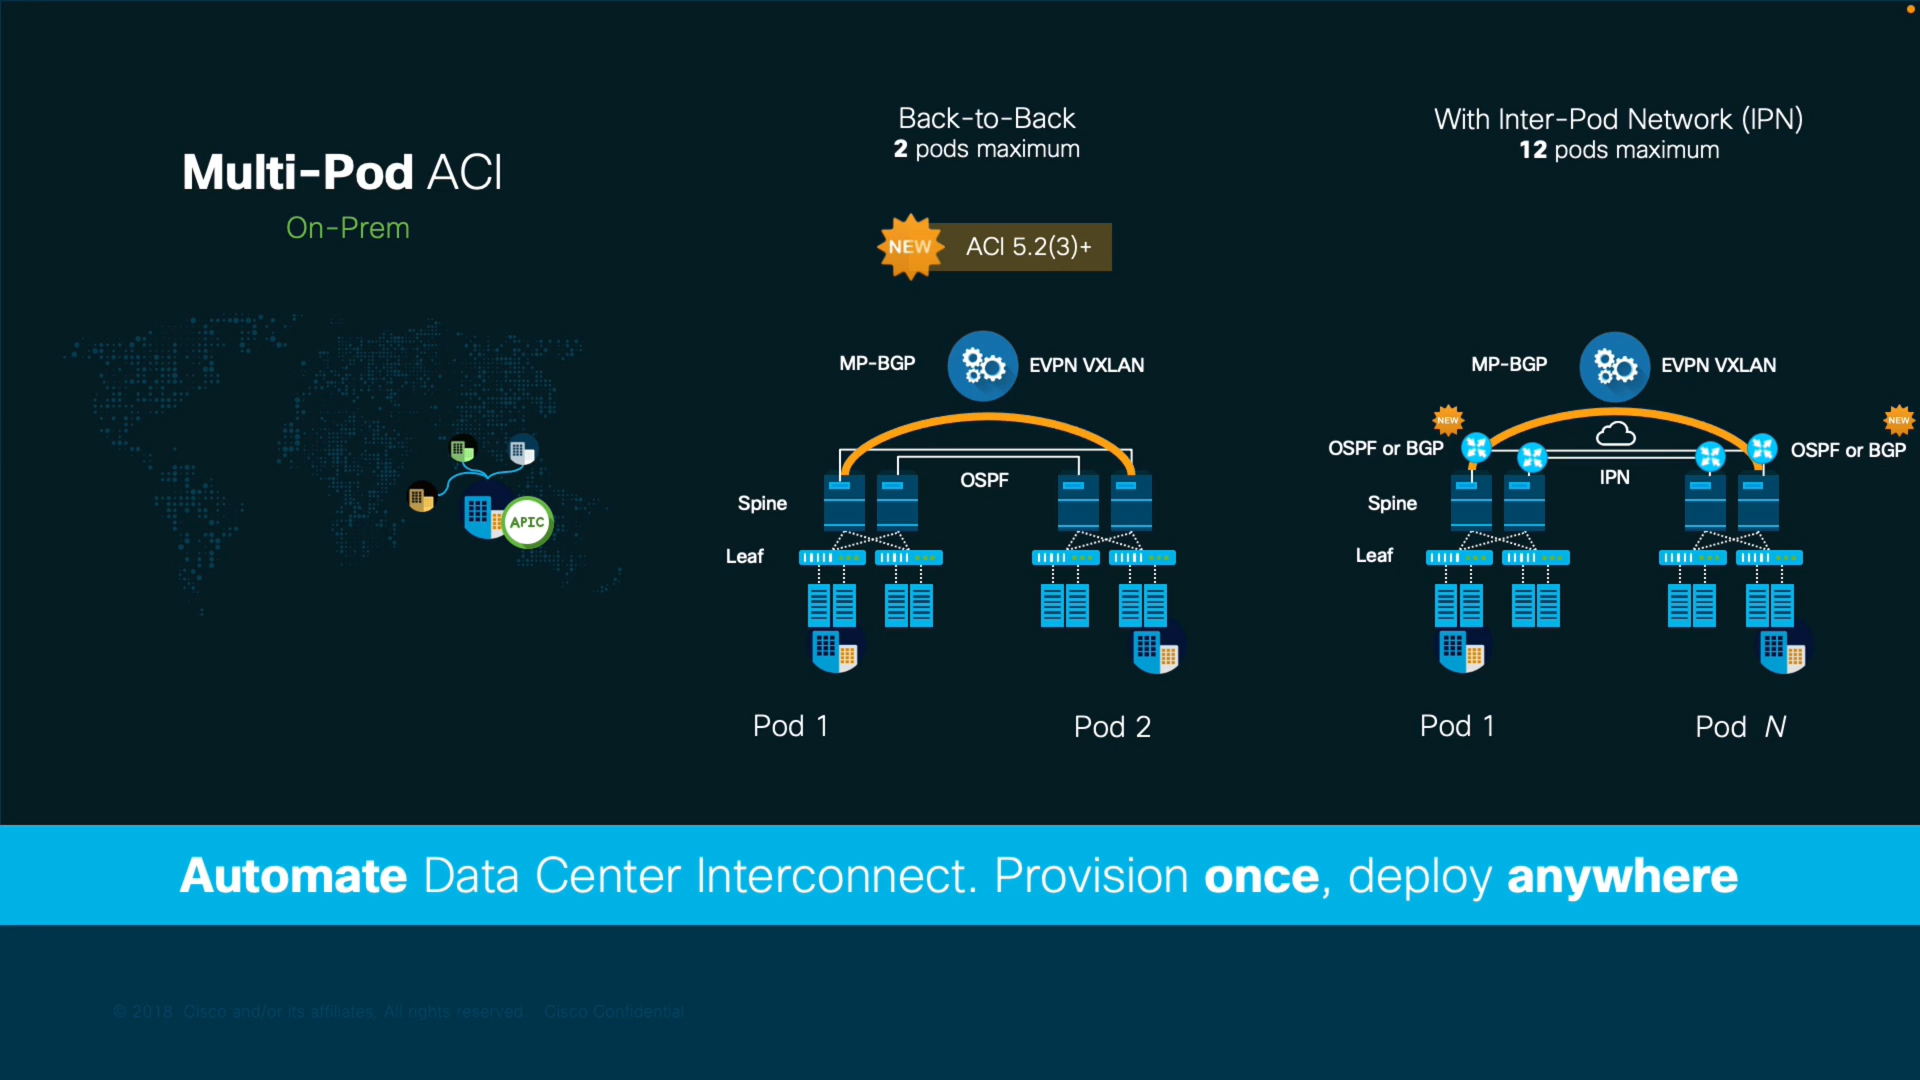 Multi-Pod ACI
On-Prem
APIC
Back-to-Back
2 pods maximum
NEW ACI 5.2(3)+
MP-BGP EVPN VXLAN
OSPF
Spine
Leaf
Pod 1 Pod 2
With Inter-Pod Network (IPN)
12 pods maximum
MP-BGP EVPN VXLAN
NEW NEW
OSPF or BGP OSPF or BGP
IPN
Spine
Leaf
Pod 1 Pod N
Automate Data Center Interconnect. Provision once, deploy anywhere
© 2018 Cisco and/or its affiliates. All rights reserved. Cisco Confidential